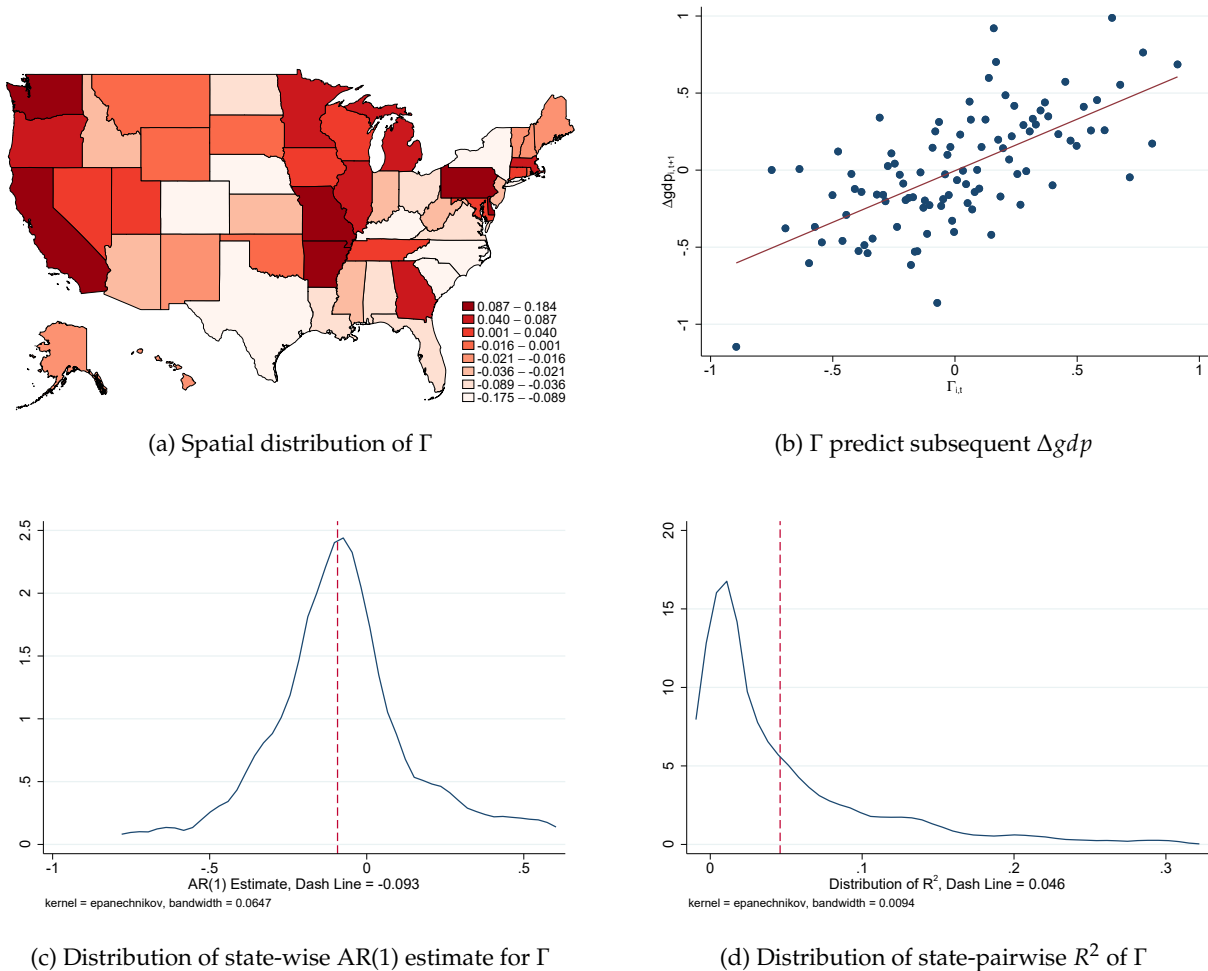 0.087 – 0.184
0.040 – 0.087
0.001 – 0.040
-0.016 – 0.001
-0.021 – -0.016
-0.036 – -0.021
-0.089 – -0.036
-0.175 – -0.089
(a) Spatial distribution of Γ
1
.5
0
-.5
-1
Δgdp_{i,t+1}
-1 -.5 0 .5 1
Γ_{i,t}
(b) Γ predict subsequent Δgdp
2.5
2
1.5
1
.5
0
-1 -.5 0 .5
AR(1) Estimate, Dash Line = -0.093
kernel = epanechnikov, bandwidth = 0.0647
(c) Distribution of state-wise AR(1) estimate for Γ
20
15
10
5
0
0 .1 .2 .3
Distribution of R², Dash Line = 0.046
kernel = epanechnikov, bandwidth = 0.0094
(d) Distribution of state-pairwise R² of Γ